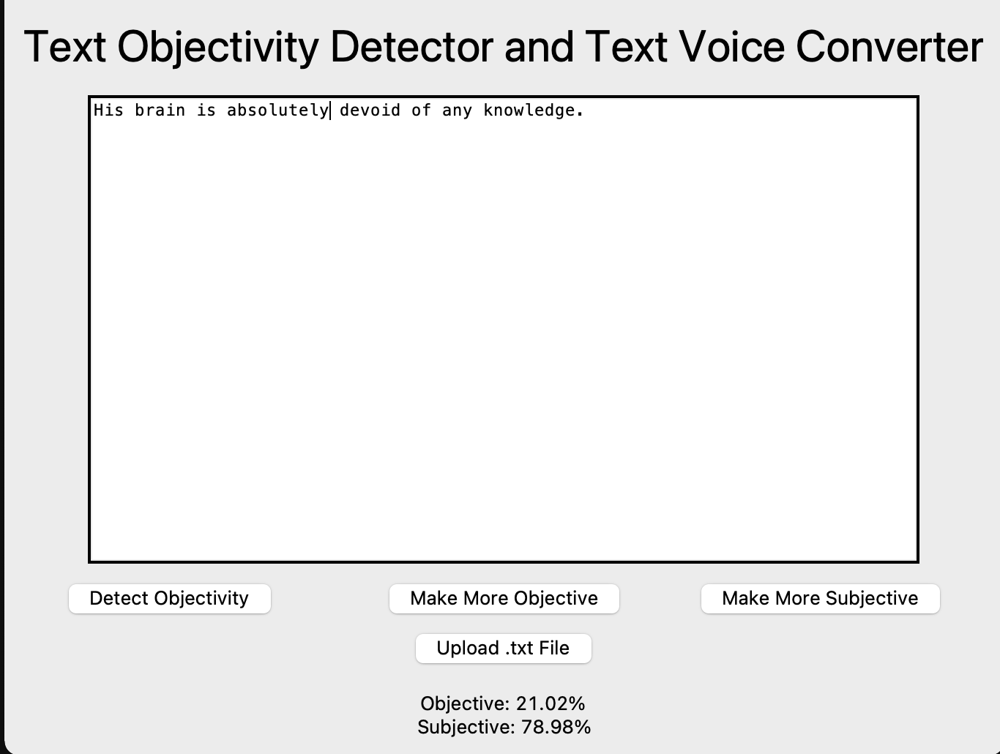 Text Objectivity Detector and Text Voice Converter
His brain is absolutely devoid of any knowledge.
Detect Objectivity
Make More Objective
Make More Subjective
Upload .txt File
Objective: 21.02%
Subjective: 78.98%